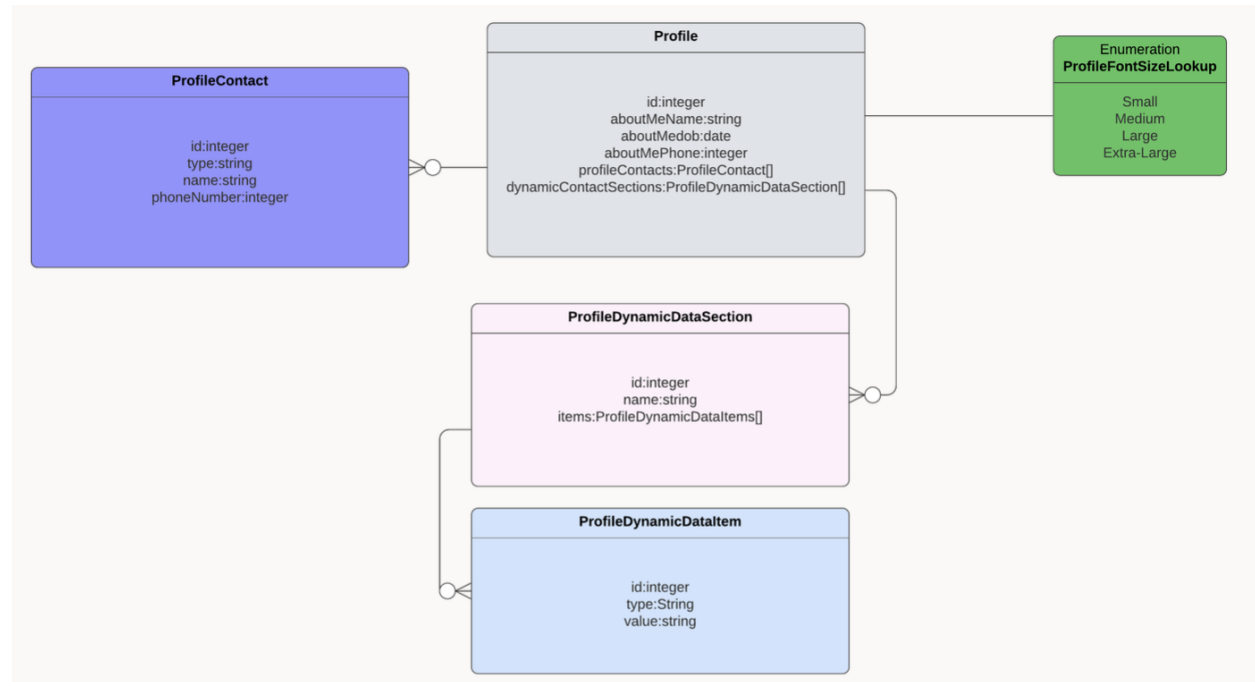 ProfileContact
id:integer
type:string
name:string
phoneNumber:integer
Profile
id:integer
aboutMeName:string
aboutMedob:date
aboutMePhone:integer
profileContacts:ProfileContact[]
dynamicContactSections:ProfileDynamicDataSection[]
Enumeration
ProfileFontSizeLookup
Small
Medium
Large
Extra-Large
ProfileDynamicDataSection
id:integer
name:string
items:ProfileDynamicDataItems[]
ProfileDynamicDataItem
id:integer
type:String
value:string